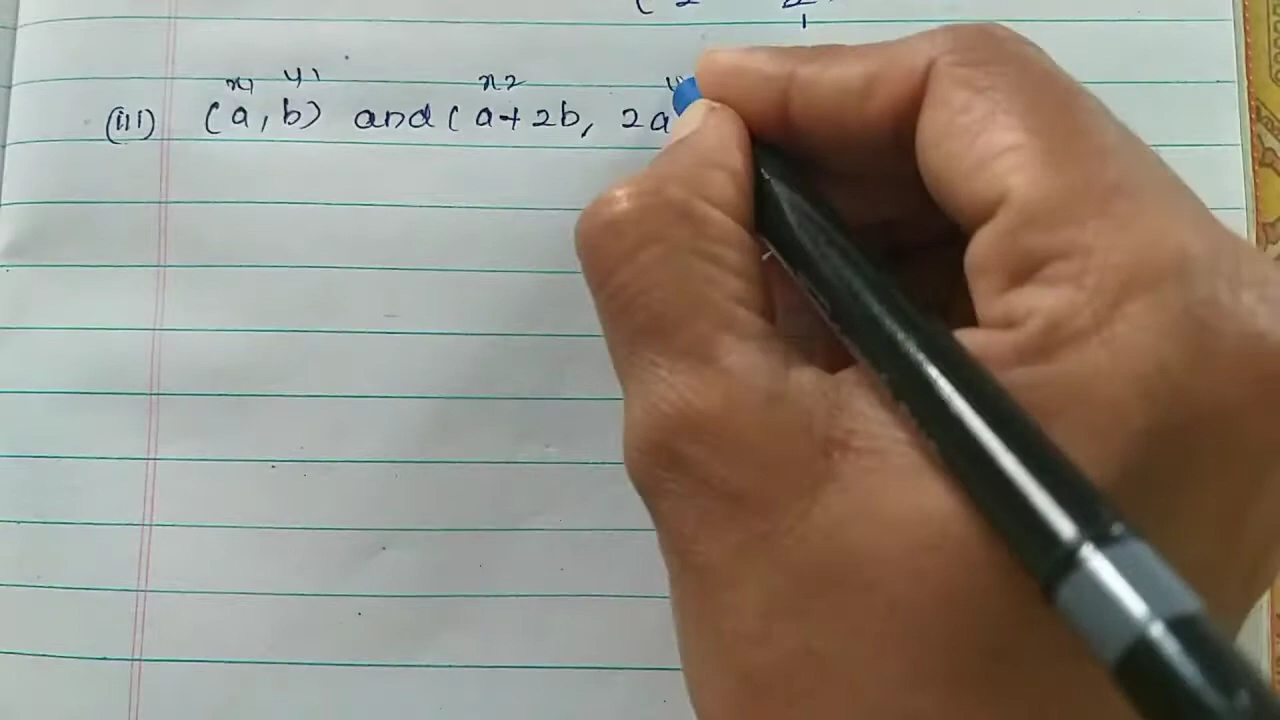 x1 y1 x2
(iii) (a, b) and (a+2b, 2a